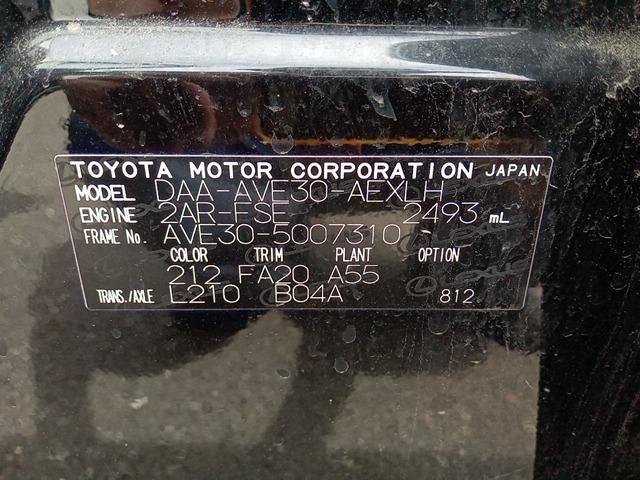 TOYOTA MOTOR CORPORATION JAPAN
MODEL DAA-AVE30-AEXLH
ENGINE 2AR-FSE 2493 mL
FRAME No. AVE30-5007310
COLOR TRIM PLANT OPTION
212 FA20 A55
TRANS./AXLE L210 B04A 812